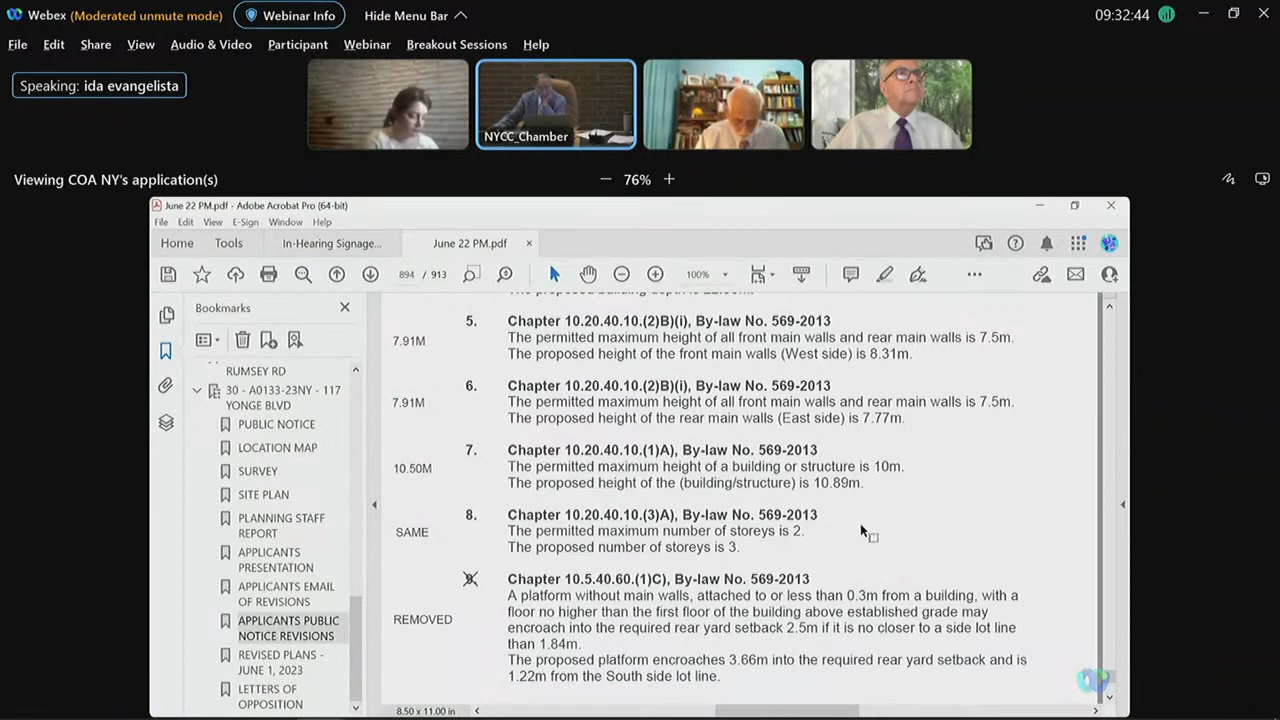 Webex (Moderated unmute mode) Webinar Info Hide Menu Bar 09:32:44
File Edit Share View Audio & Video Participant Webinar Breakout Sessions Help
Speaking: ida evangelista
NYCC_Chamber
Viewing COA NY's application(s) 76%
June 22 PM.pdf - Adobe Acrobat Pro (64-bit)
File Edit View E-Sign Window Help
Home Tools In-Hearing Signage... June 22 PM.pdf
894 / 913 100%
Bookmarks
RUMSEY RD
30 - A0133-23NY - 117
YONGE BLVD
PUBLIC NOTICE
LOCATION MAP
SURVEY
SITE PLAN
PLANNING STAFF
REPORT
APPLICANTS
PRESENTATION
APPLICANTS EMAIL
OF REVISIONS
APPLICANTS PUBLIC
NOTICE REVISIONS
REVISED PLANS -
JUNE 1, 2023
LETTERS OF
OPPOSITION
5. Chapter 10.20.40.10.(2)B)(i), By-law No. 569-2013
7.91M
The permitted maximum height of all front main walls and rear main walls is 7.5m.
The proposed height of the front main walls (West side) is 8.31m.
6. Chapter 10.20.40.10.(2)B)(i), By-law No. 569-2013
7.91M
The permitted maximum height of all front main walls and rear main walls is 7.5m.
The proposed height of the rear main walls (East side) is 7.77m.
7. Chapter 10.20.40.10.(1)A), By-law No. 569-2013
10.50M
The permitted maximum height of a building or structure is 10m.
The proposed height of the (building/structure) is 10.89m.
8. Chapter 10.20.40.10.(3)A), By-law No. 569-2013
SAME
The permitted maximum number of storeys is 2.
The proposed number of storeys is 3.
9. Chapter 10.5.40.60.(1)C), By-law No. 569-2013
REMOVED
A platform without main walls, attached to or less than 0.3m from a building, with a
floor no higher than the first floor of the building above established grade may
encroach into the required rear yard setback 2.5m if it is no closer to a side lot line
than 1.84m.
The proposed platform encroaches 3.66m into the required rear yard setback and is
1.22m from the South side lot line.
8.50 x 11.00 in